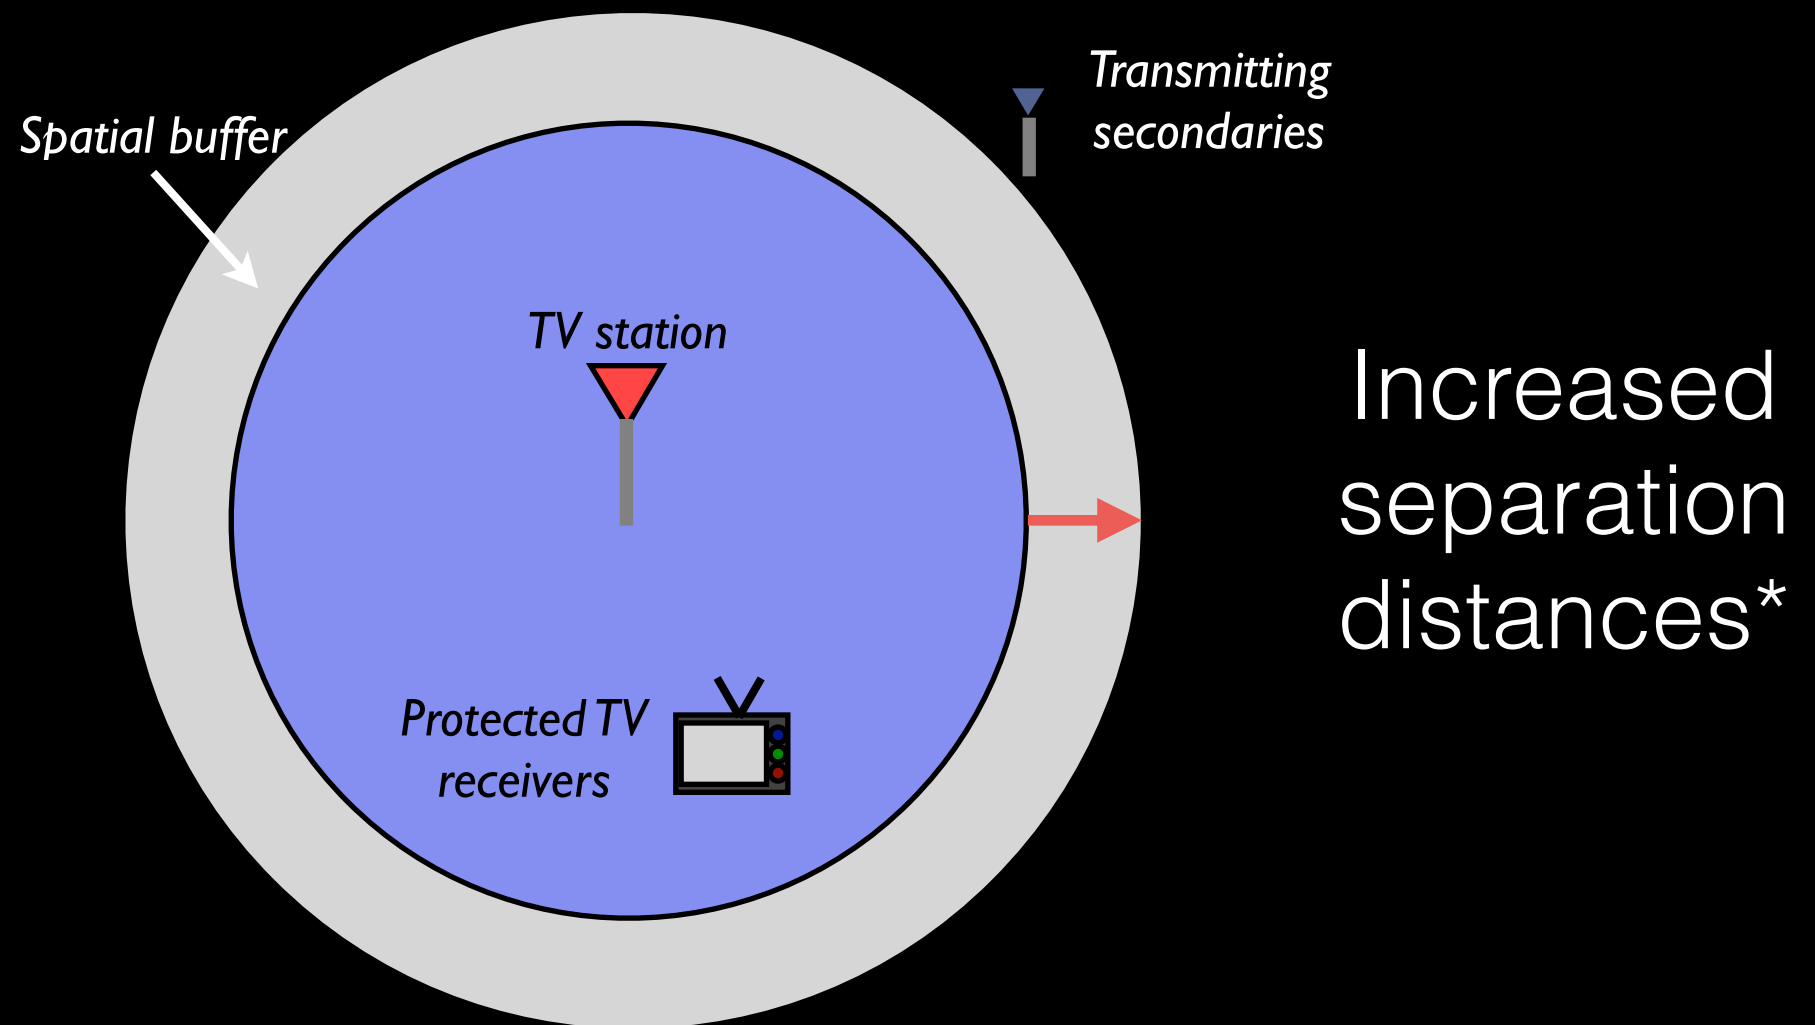 Spatial buffer
Transmitting
secondaries
TV station
Protected TV
receivers
Increased
separation
distances*